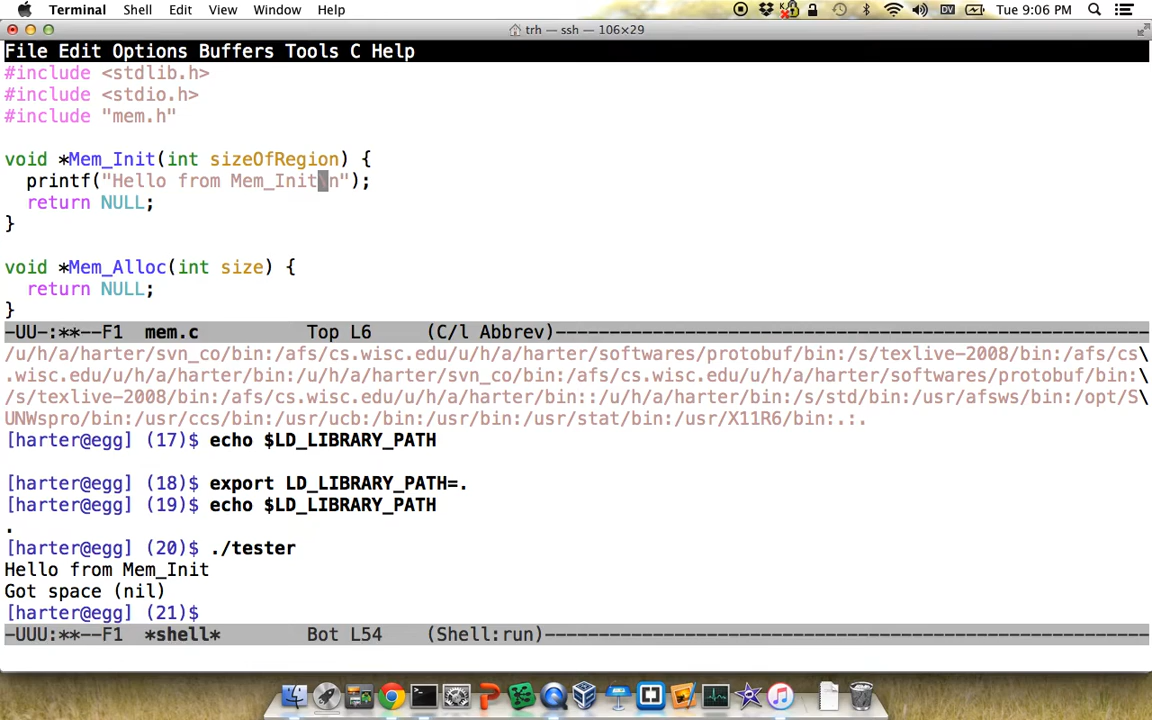 Terminal Shell Edit View Window Help Tue 9:06 PM
trh — ssh — 106×29
File Edit Options Buffers Tools C Help
#include <stdlib.h>
#include <stdio.h>
#include "mem.h"
void *Mem_Init(int sizeOfRegion) {
printf("Hello from Mem_Init\n");
return NULL;
}
void *Mem_Alloc(int size) {
return NULL;
}
-UU-:**--F1 mem.c Top L6 (C/l Abbrev)-------------------------------------------------------
/u/h/a/harter/svn_co/bin:/afs/cs.wisc.edu/u/h/a/harter/softwares/protobuf/bin:/s/texlive-2008/bin:/afs/cs\
.wisc.edu/u/h/a/harter/bin:/u/h/a/harter/svn_co/bin:/afs/cs.wisc.edu/u/h/a/harter/softwares/protobuf/bin:\
/s/texlive-2008/bin:/afs/cs.wisc.edu/u/h/a/harter/bin::/u/h/a/harter/bin:/s/std/bin:/usr/afsws/bin:/opt/S\
UNWspro/bin:/usr/ccs/bin:/usr/ucb:/bin:/usr/bin:/usr/stat/bin:/usr/X11R6/bin:.:.
[harter@egg] (17)$ echo $LD_LIBRARY_PATH
[harter@egg] (18)$ export LD_LIBRARY_PATH=.
[harter@egg] (19)$ echo $LD_LIBRARY_PATH
.
[harter@egg] (20)$ ./tester
Hello from Mem_Init
Got space (nil)
[harter@egg] (21)$
-UUU:**--F1 *shell* Bot L54 (Shell:run)--------------------------------------------------------